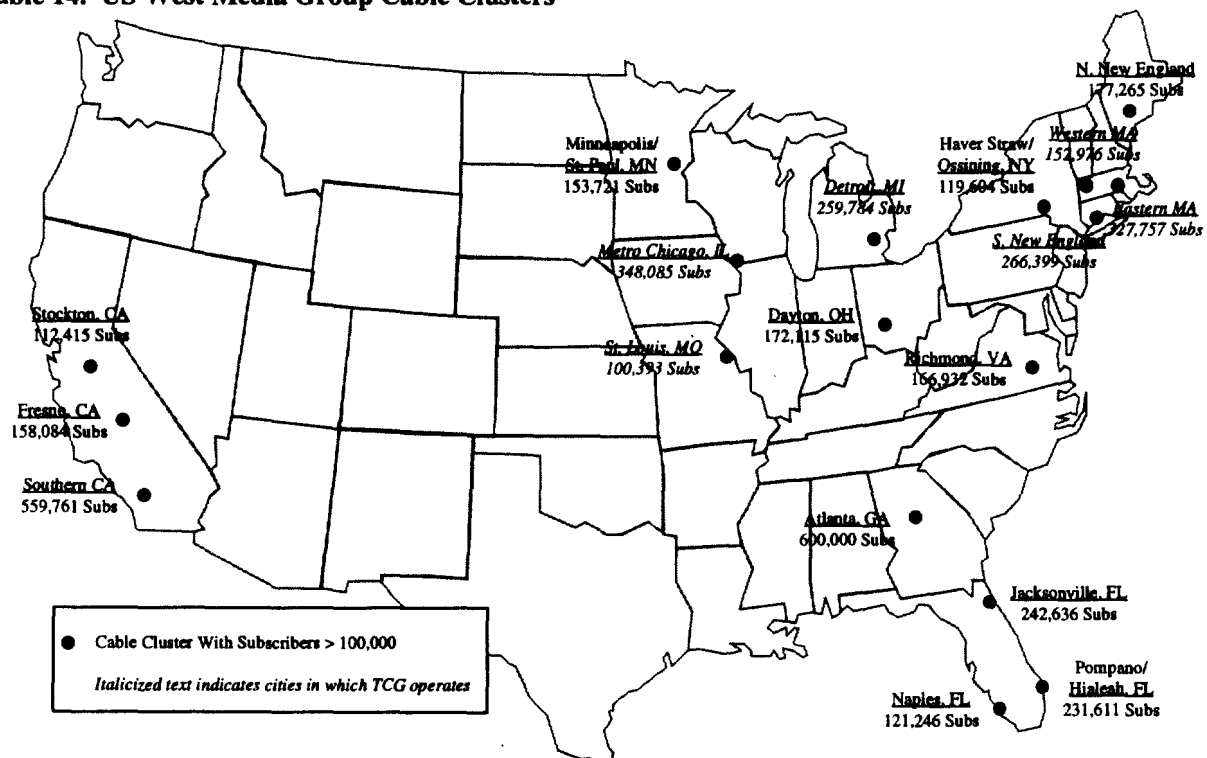 able 14: US West Media Group Cable Clusters
N. New England
177,265 Subs
Western MA
152,976 Subs
Haver Straw/
Ossining, NY
119,604 Subs
Minneapolis/
St. Paul, MN
153,721 Subs
Detroit, MI
259,784 Subs
Eastern MA
327,757 Subs
S. New England
266,399 Subs
Metro Chicago, IL
348,085 Subs
Stockton, CA
112,415 Subs
Dayton, OH
172,115 Subs
St. Louis, MO
100,393 Subs
Richmond, VA
166,932 Subs
Fresno, CA
158,084 Subs
Southern CA
559,761 Subs
Atlanta, GA
600,000 Subs
Jacksonville, FL
242,636 Subs
Pompano/
Hialeah, FL
231,611 Subs
Naples, FL
121,246 Subs
Cable Cluster With Subscribers > 100,000
Italicized text indicates cities in which TCG operates